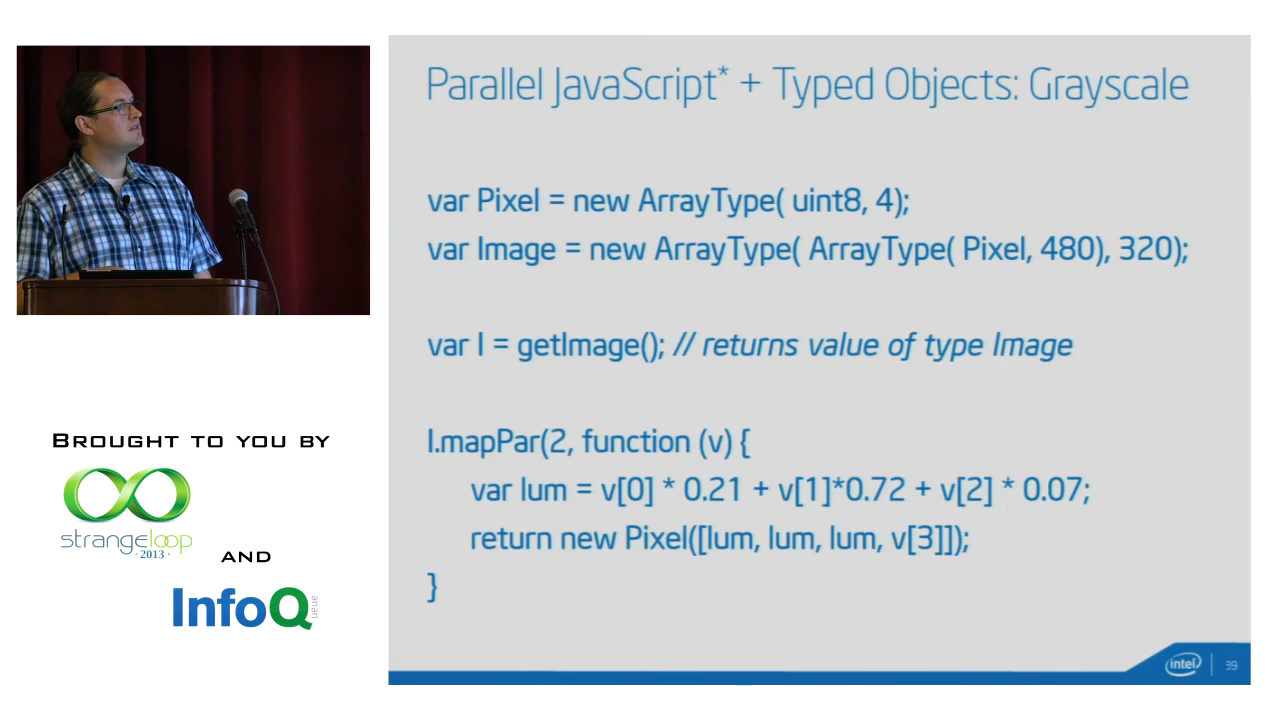 Parallel JavaScript* + Typed Objects: Grayscale
var Pixel = new ArrayType( uint8, 4);
var Image = new ArrayType( ArrayType( Pixel, 480), 320);
var I = getImage(); // returns value of type Image
I.mapPar(2, function (v) {
var lum = v[0] * 0.21 + v[1]*0.72 + v[2] * 0.07;
return new Pixel([lum, lum, lum, v[3]]);
}
intel
39
BROUGHT TO YOU BY
strangeloop
· 2013 ·
AND
InfoQ
ueue